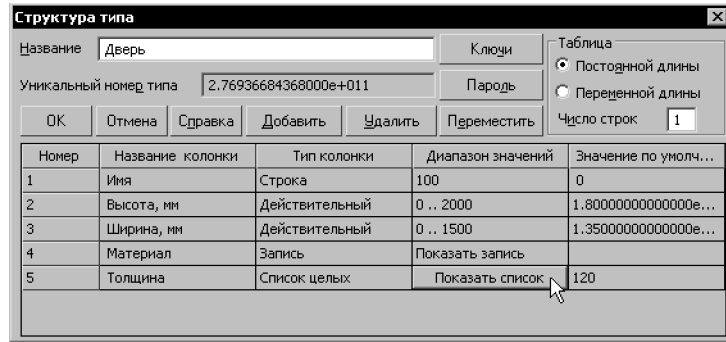 Структура типа
Название Дверь Ключи Таблица
Постоянной длины
Уникальный номер типа 2.76936684368000e+011 Пароль Переменной длины
OK Отмена Справка Добавить Удалить Переместить Число строк 1
Номер Название колонки Тип колонки Диапазон значений Значение по умолч...
1 Имя Строка 100 0
2 Высота, мм Действительный 0 .. 2000 1.80000000000000e...
3 Ширина, мм Действительный 0 .. 1500 1.35000000000000e...
4 Материал Запись Показать запись
5 Толщина Список целых Показать список 120